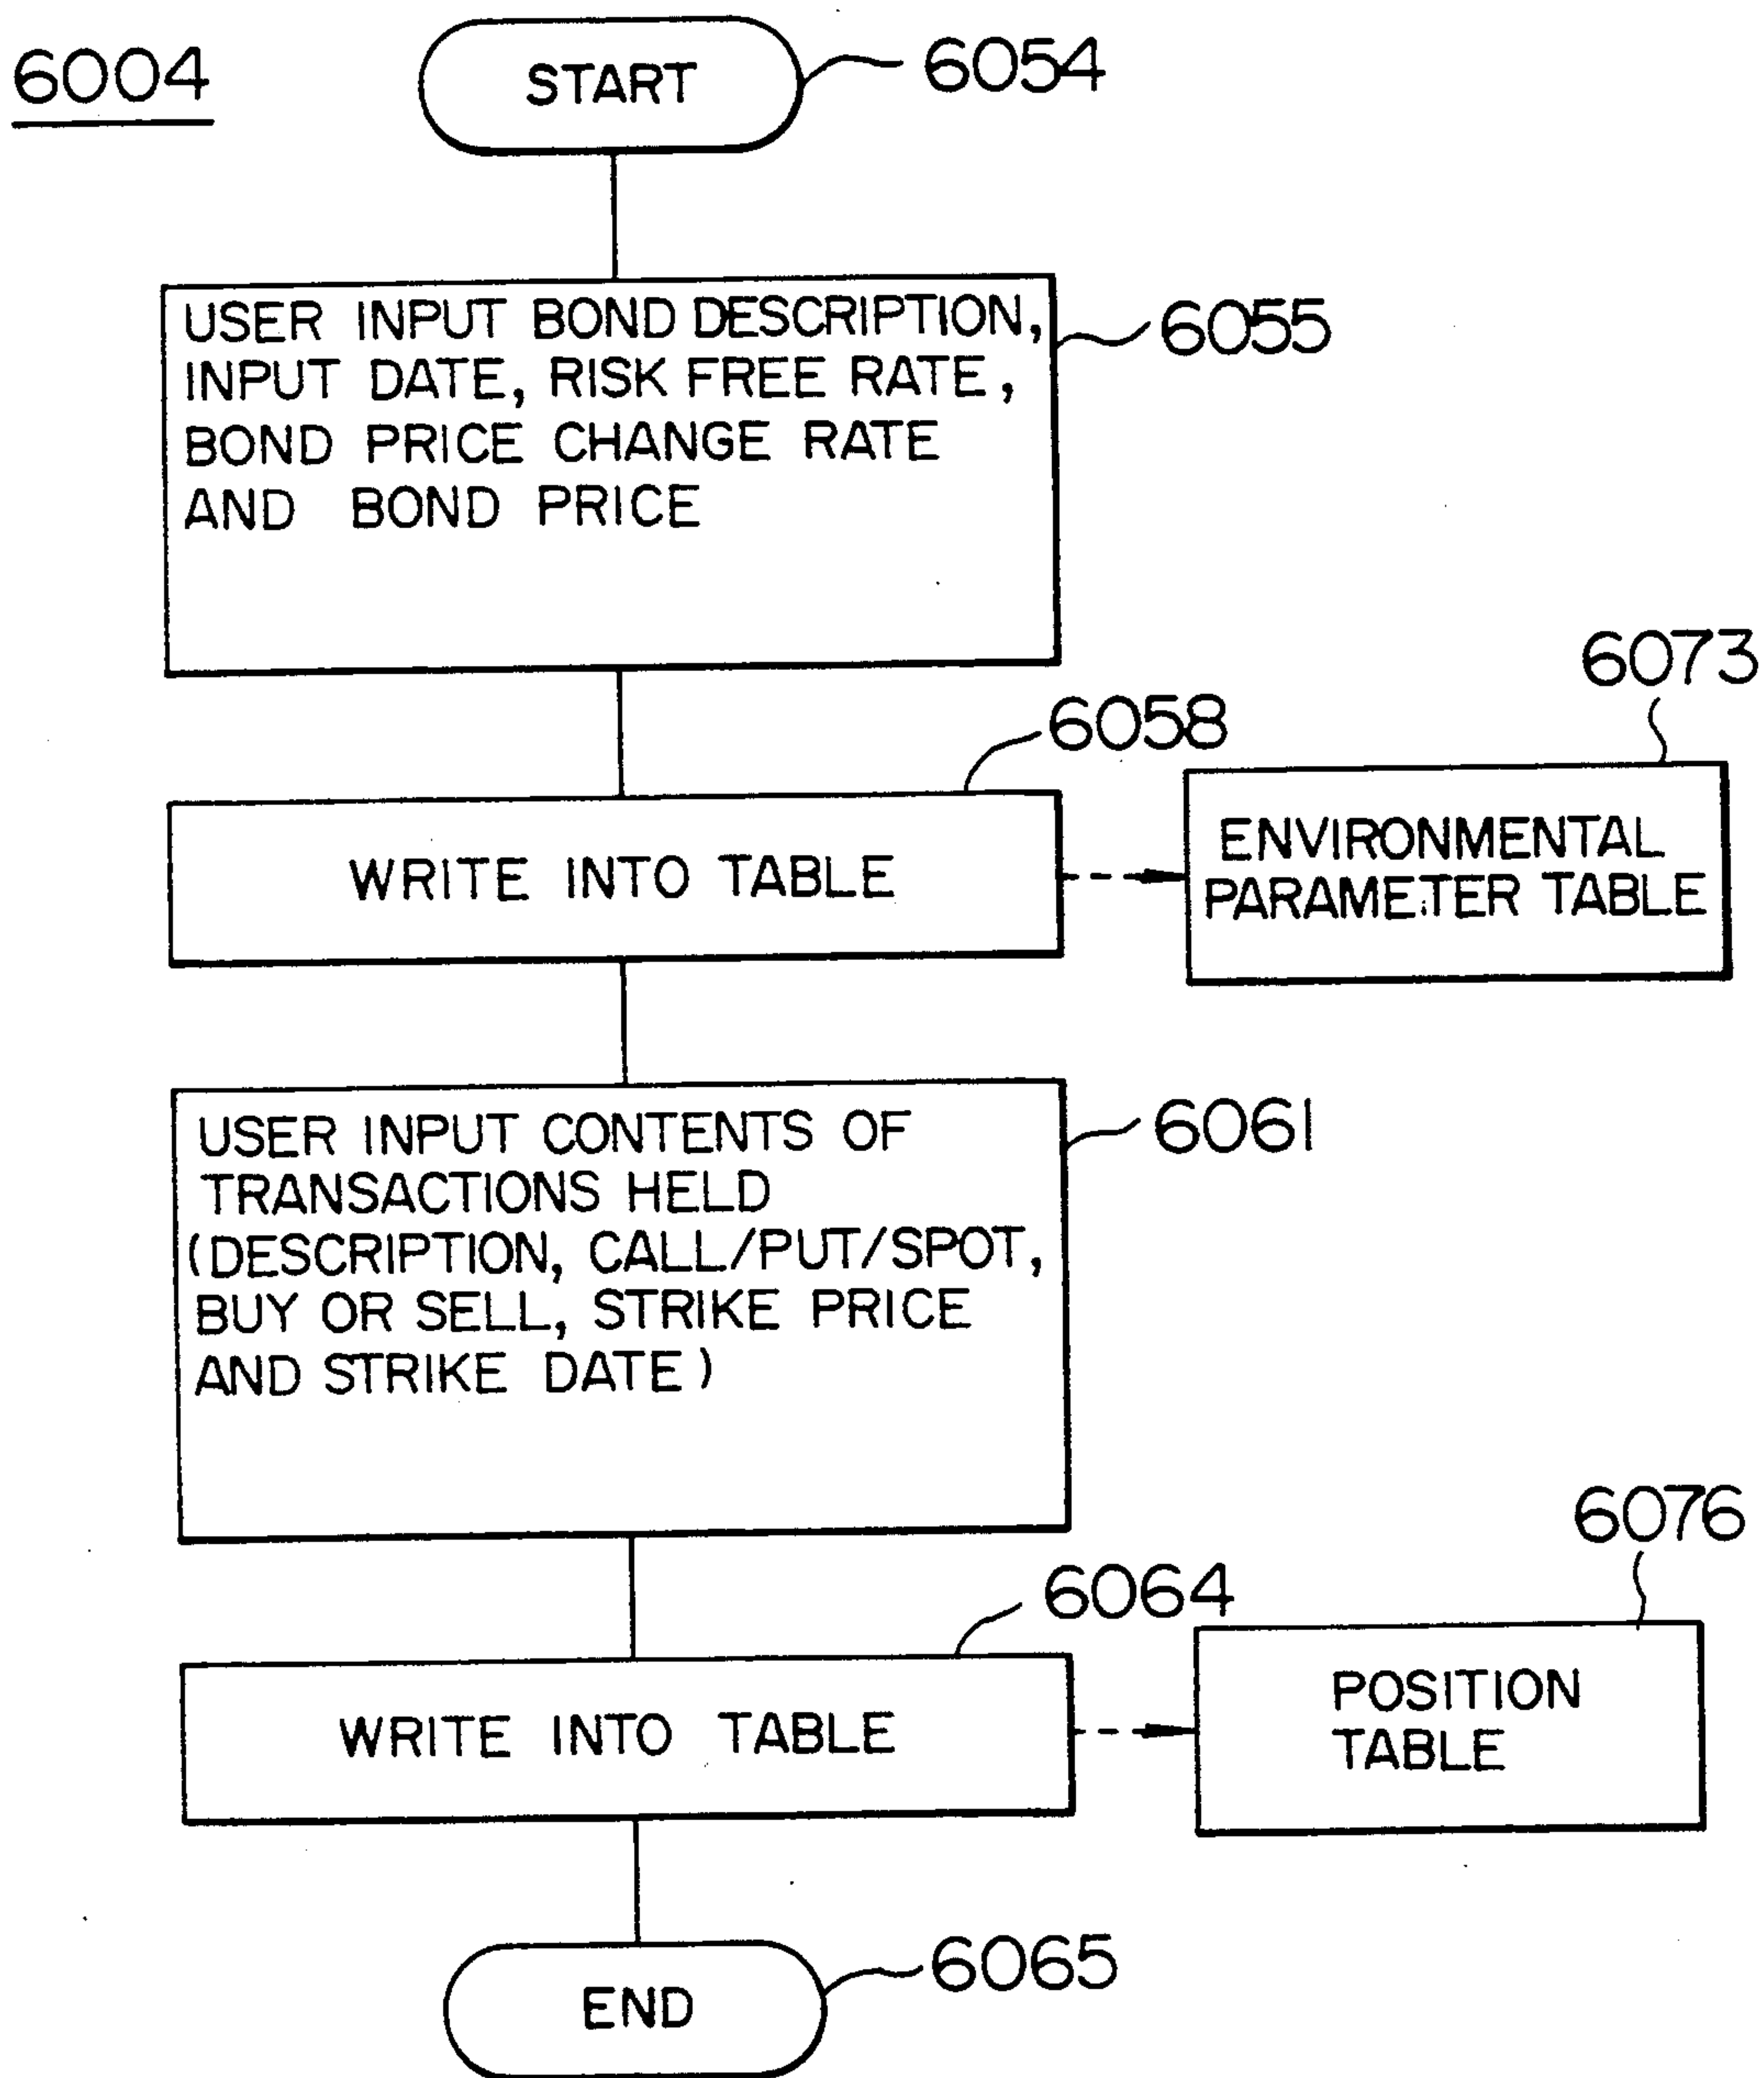 6004
START
6054
USER INPUT BOND DESCRIPTION,
INPUT DATE, RISK FREE RATE,
BOND PRICE CHANGE RATE
AND BOND PRICE
6055
6058
WRITE INTO TABLE
6073
ENVIRONMENTAL
PARAMETER TABLE
USER INPUT CONTENTS OF
TRANSACTIONS HELD
(DESCRIPTION, CALL/PUT/SPOT,
BUY OR SELL, STRIKE PRICE
AND STRIKE DATE)
6061
6064
WRITE INTO TABLE
6076
POSITION
TABLE
END
6065